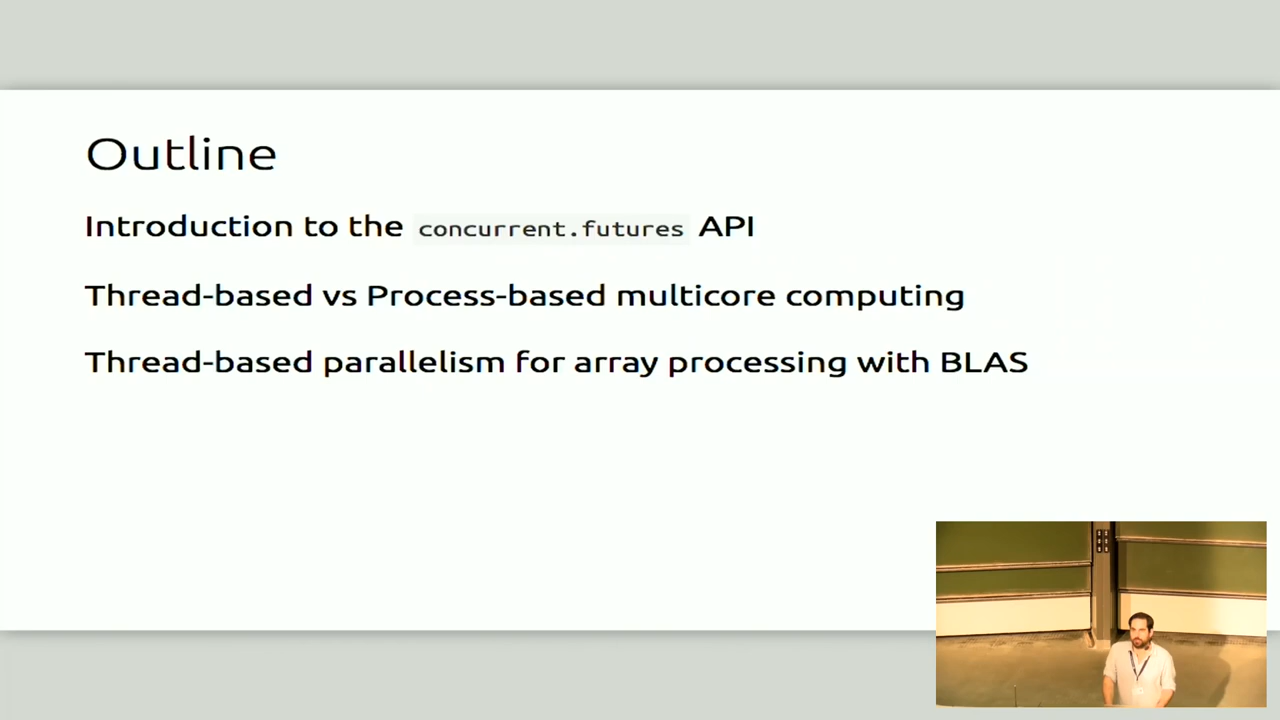 Outline
Introduction to the concurrent.futures API
Thread-based vs Process-based multicore computing
Thread-based parallelism for array processing with BLAS